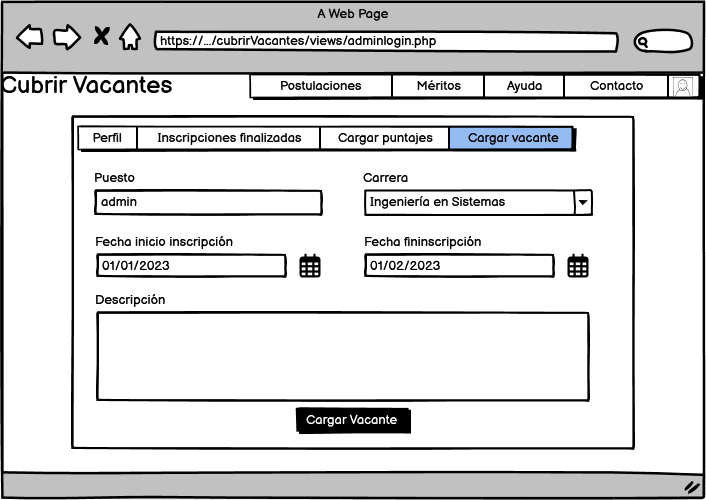 A Web Page
https://.../cubrirVacantes/views/adminlogin.php
Cubrir Vacantes
Postulaciones Méritos Ayuda Contacto
Perfil Inscripciones finalizadas Cargar puntajes Cargar vacante
Puesto Carrera
admin Ingeniería en Sistemas
Fecha inicio inscripción Fecha fininscripción
01/01/2023 01/02/2023
Descripción
Cargar Vacante